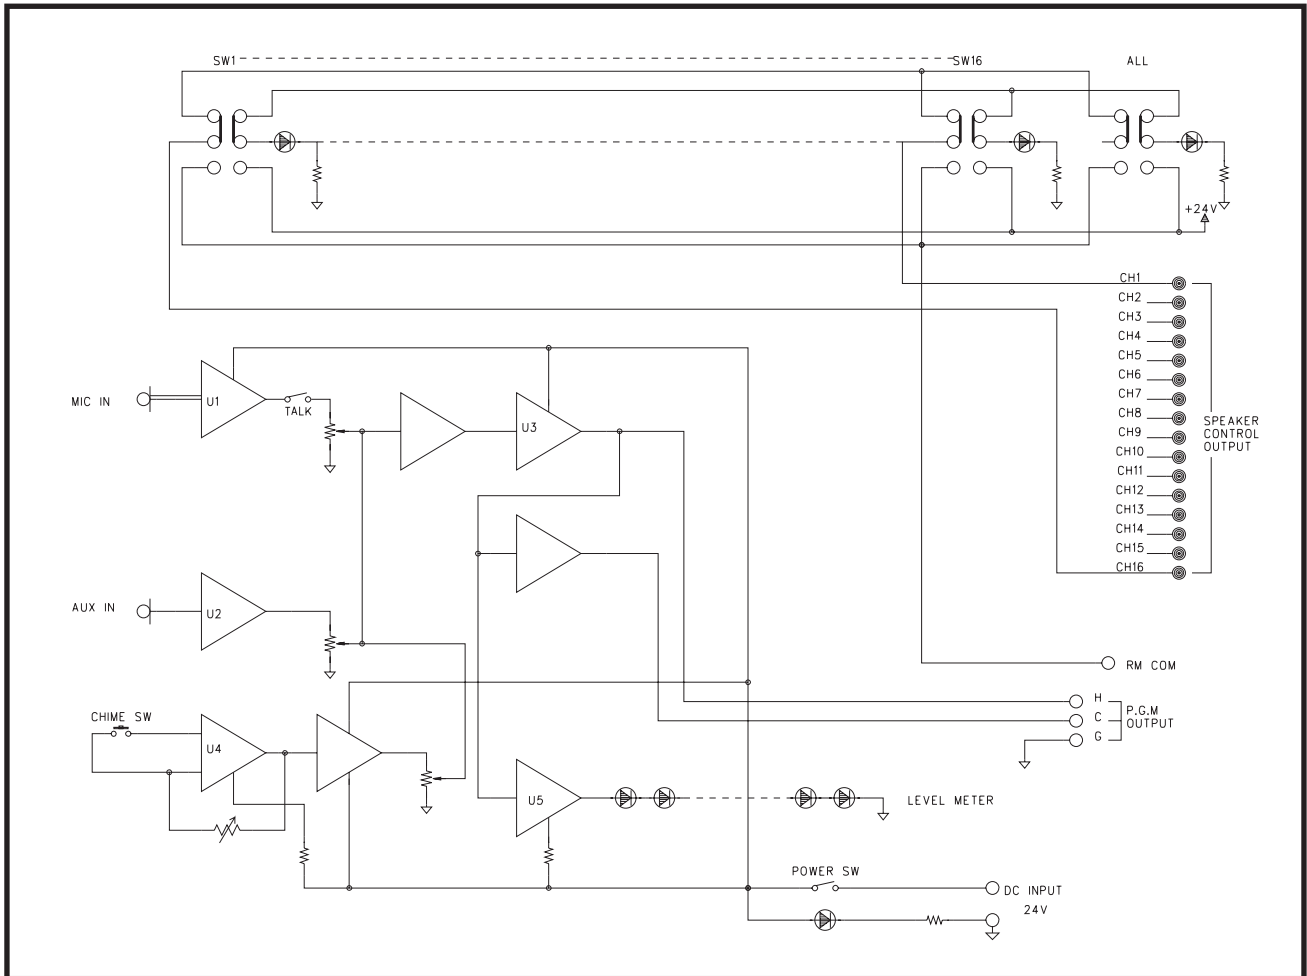 SW1
SW16
ALL
+24V
CH1
CH2
CH3
CH4
CH5
CH6
CH7
CH8
CH9
CH10
CH11
CH12
CH13
CH14
CH15
CH16
SPEAKER
CONTROL
OUTPUT
MIC IN
U1
TALK
U3
AUX IN
U2
RM COM
H
C
G
P.G.M
OUTPUT
CHIME SW
U4
U5
LEVEL METER
POWER SW
DC INPUT
24V